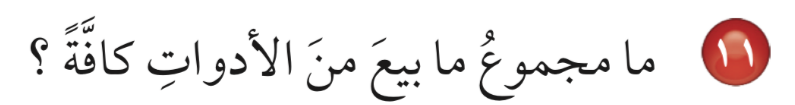 ١١ ما مجموعُ ما بيعَ منَ الأدواتِ كافَّةً ؟